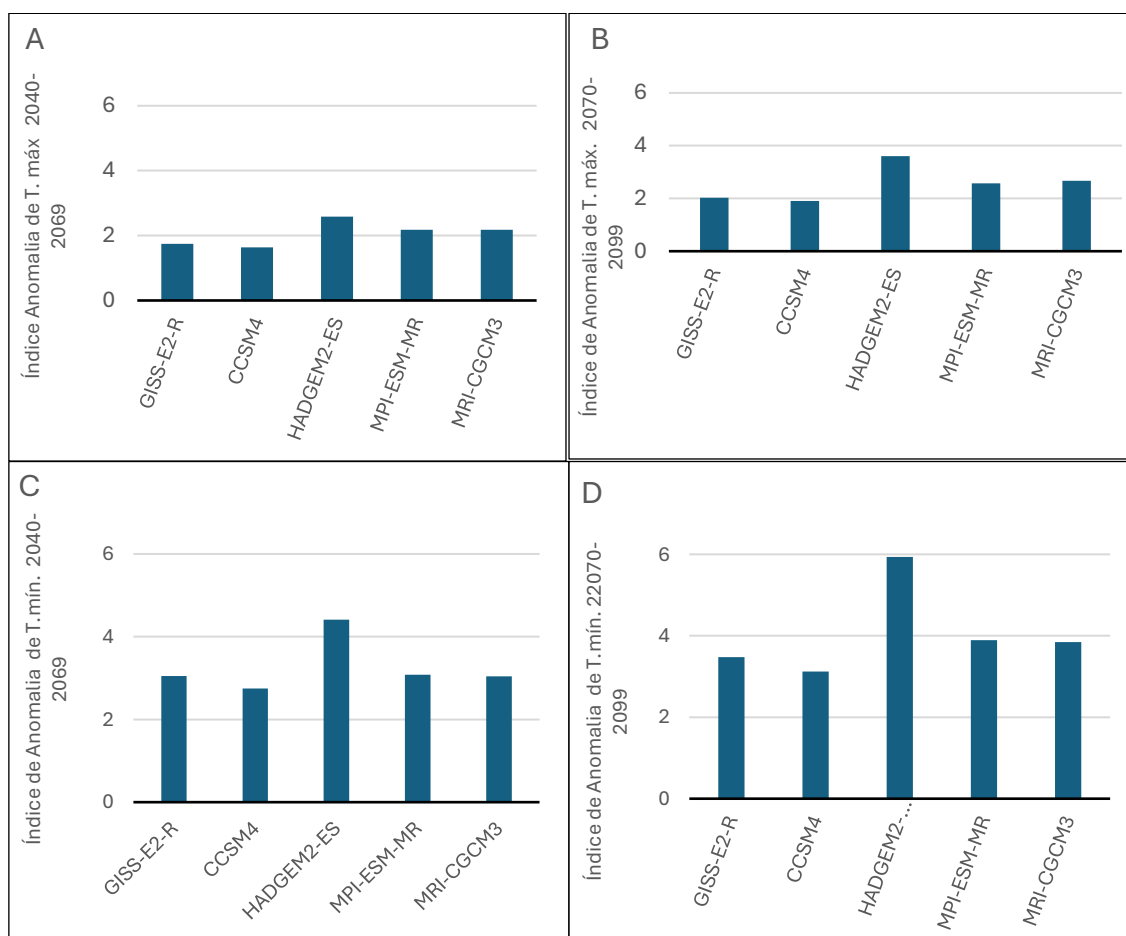 A
Índice Anomalia de T. máx 2040-
2069
6
4
2
0
GISS-E2-R
CCSM4
HADGEM2-ES
MPI-ESM-MR
MRI-CGCM3
B
Índice de Anomalia de T. máx. 2070-
2099
6
4
2
0
GISS-E2-R
CCSM4
HADGEM2-ES
MPI-ESM-MR
MRI-CGCM3
C
Índice de Anomalia de T.mín. 2040-
2069
6
4
2
0
GISS-E2-R
CCSM4
HADGEM2-ES
MPI-ESM-MR
MRI-CGCM3
D
Índice de Anomalia de T.mín. 22070-
2099
6
4
2
0
GISS-E2-R
CCSM4
HADGEM2-...
MPI-ESM-MR
MRI-CGCM3